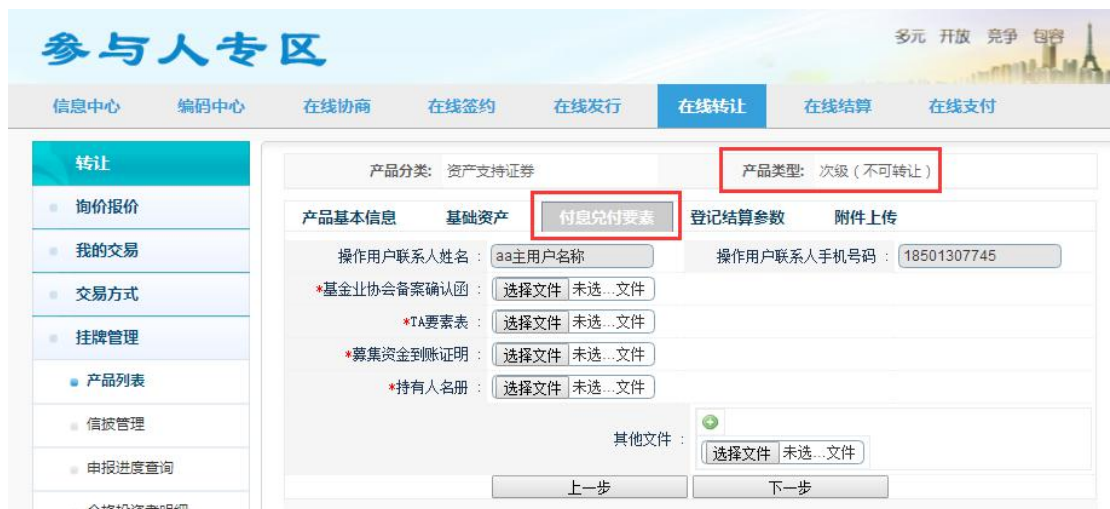 参与人专区
多元 开放 竞争 包容
信息中心 编码中心 在线协商 在线签约 在线发行 在线转让 在线结算 在线支付
转让
产品分类: 资产支持证券 产品类型: 次级（不可转让）
询价报价
产品基本信息 基础资产 付息兑付要素 登记结算参数 附件上传
我的交易
操作用户联系人姓名： aa主用户名称 操作用户联系人手机号码： 18501307745
*基金业协会备案确认函： 选择文件 未选...文件
交易方式
*TA要素表： 选择文件 未选...文件
挂牌管理
*募集资金到账证明： 选择文件 未选...文件
产品列表
*持有人名册： 选择文件 未选...文件
信披管理
其他文件： 选择文件 未选...文件
申报进度查询
上一步 下一步